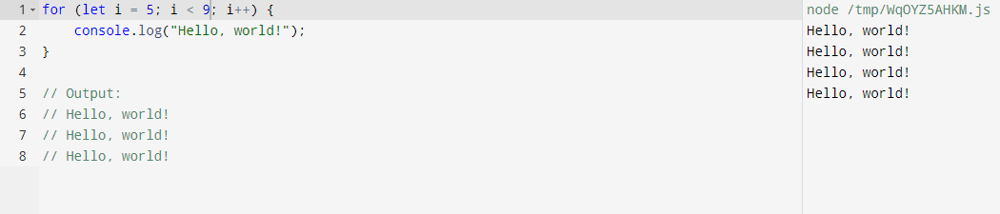 1 for (let i = 5; i < 9; i++) {
2     console.log("Hello, world!");
3 }
4
5 // Output:
6 // Hello, world!
7 // Hello, world!
8 // Hello, world!
node /tmp/WqOYZ5AHKM.js
Hello, world!
Hello, world!
Hello, world!
Hello, world!